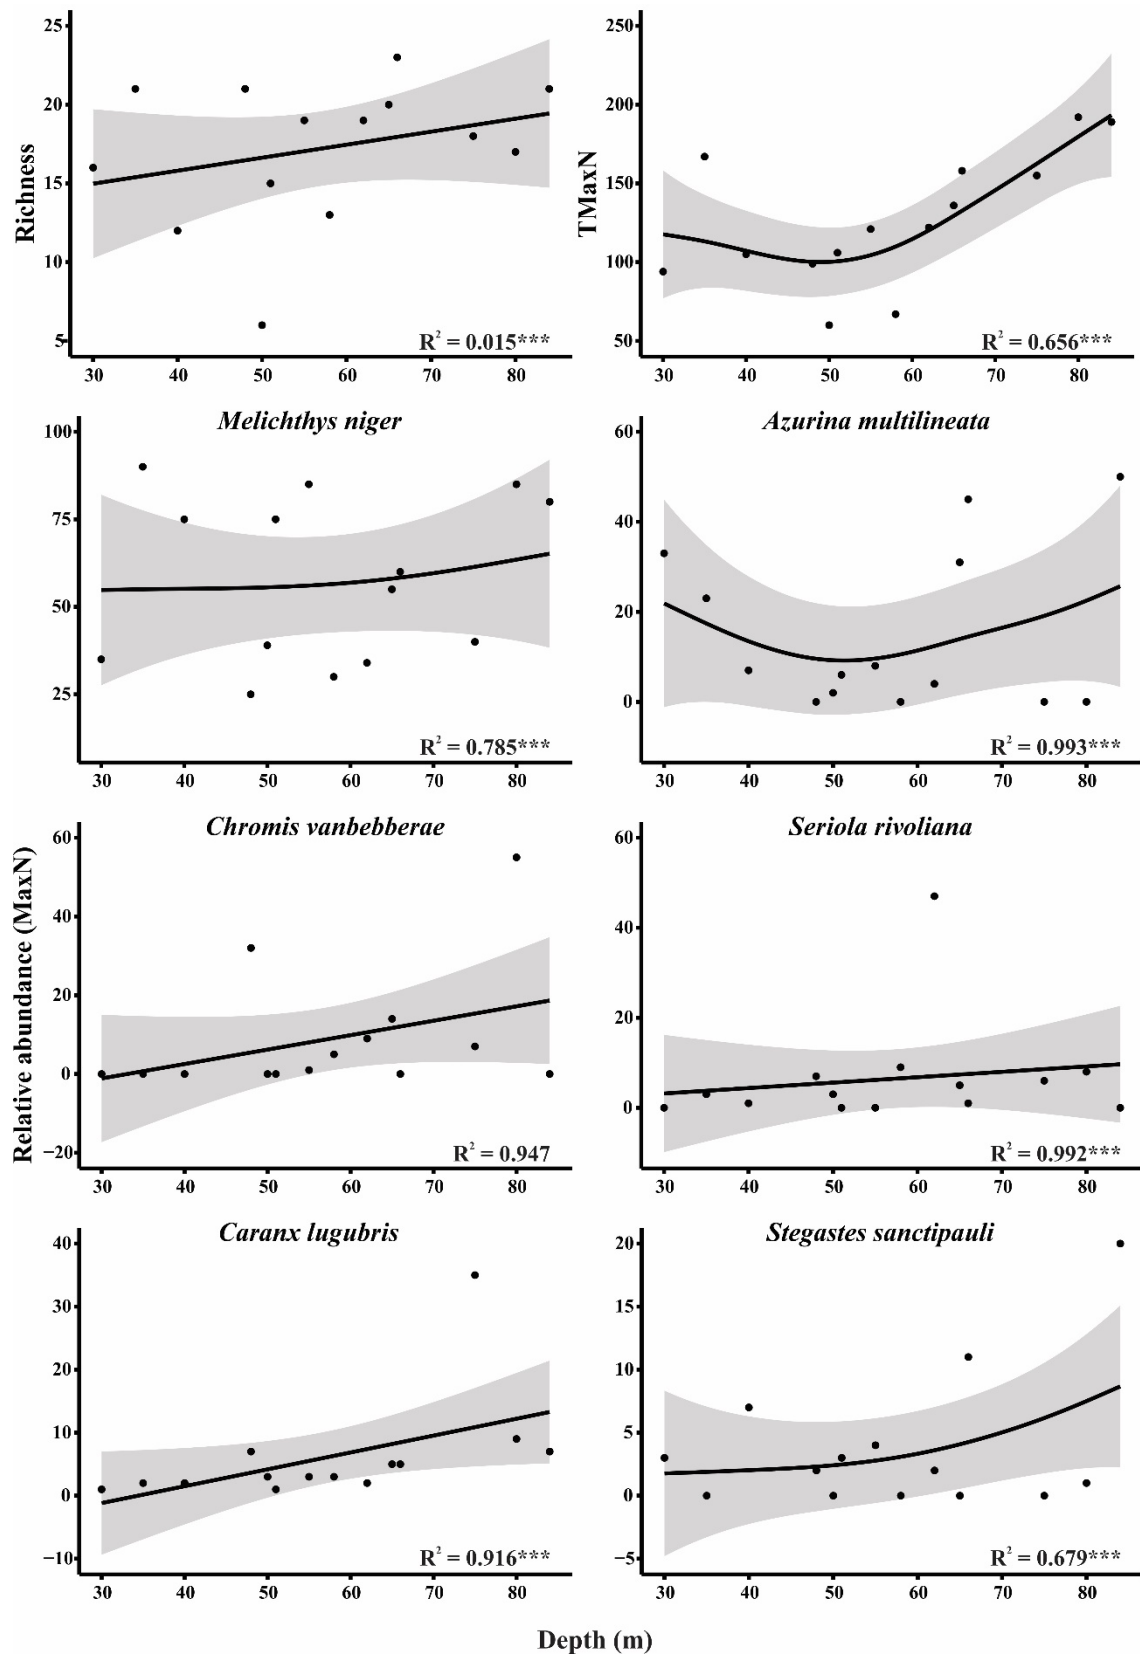 25
20
15
10
5
Richness
R² = 0.015***
30 40 50 60 70 80
250
200
150
100
50
TMaxN
R² = 0.656***
30 40 50 60 70 80
Melichthys niger
100
75
50
25
R² = 0.785***
30 40 50 60 70 80
Azurina multilineata
60
40
20
0
R² = 0.993***
30 40 50 60 70 80
Relative abundance (MaxN)
Chromis vanbebberae
60
40
20
0
−20
R² = 0.947
30 40 50 60 70 80
Seriola rivoliana
60
40
20
0
R² = 0.992***
30 40 50 60 70 80
Caranx lugubris
40
30
20
10
0
−10
R² = 0.916***
30 40 50 60 70 80
Stegastes sanctipauli
20
15
10
5
0
−5
R² = 0.679***
30 40 50 60 70 80
Depth (m)